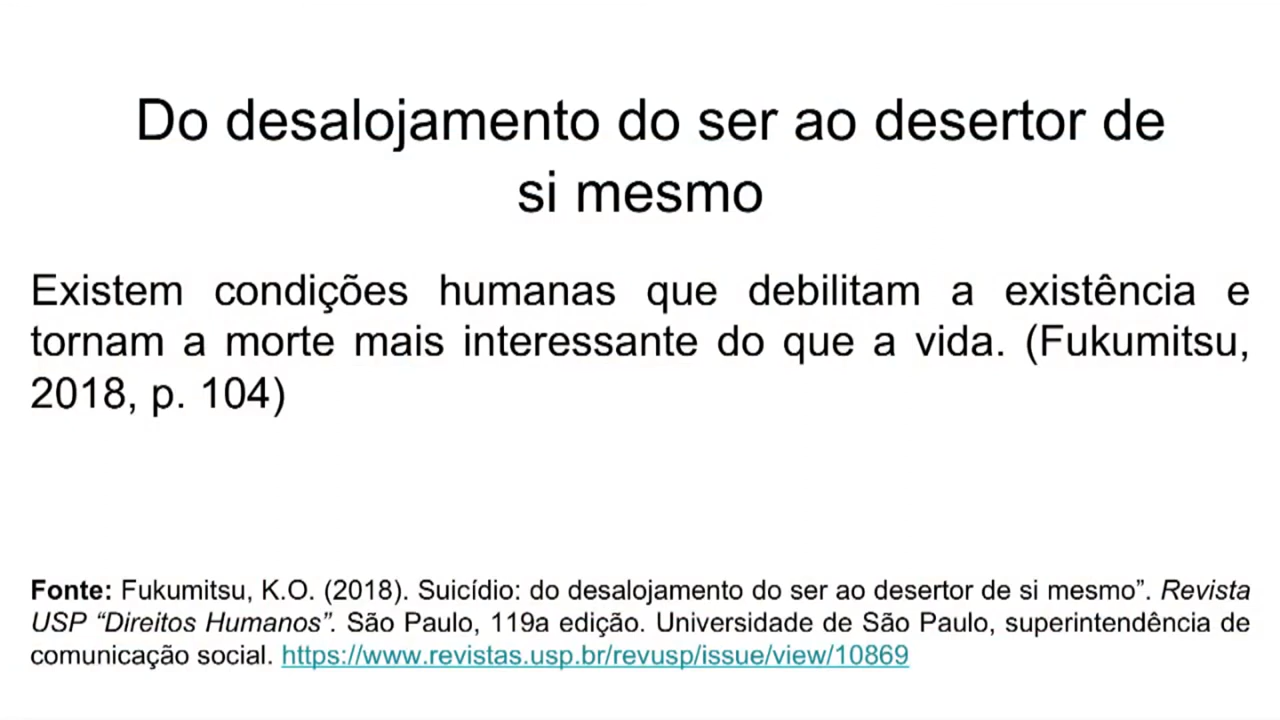 Do desalojamento do ser ao desertor de
si mesmo
Existem condições humanas que debilitam a existência e
tornam a morte mais interessante do que a vida. (Fukumitsu,
2018, p. 104)
Fonte: Fukumitsu, K.O. (2018). Suicídio: do desalojamento do ser ao desertor de si mesmo”. Revista
USP “Direitos Humanos”. São Paulo, 119a edição. Universidade de São Paulo, superintendência de
comunicação social. https://www.revistas.usp.br/revusp/issue/view/10869